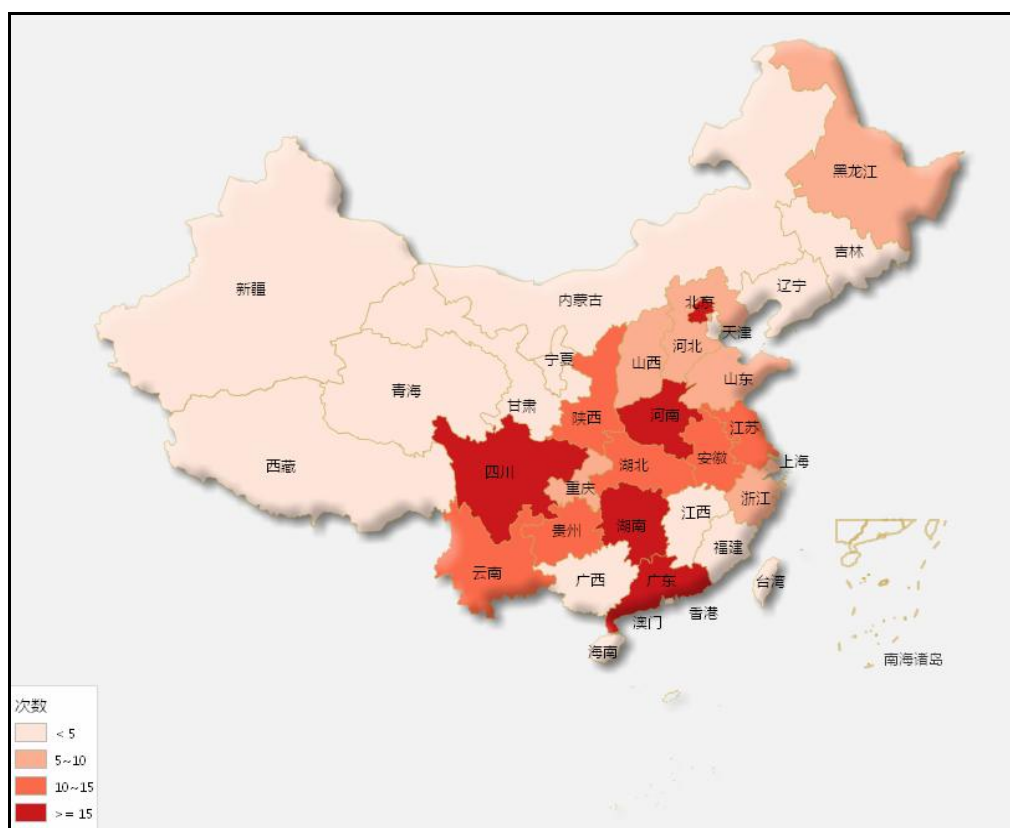 黑龙江
吉林
辽宁
新疆
内蒙古
北京
天津
河北
宁夏
山西
山东
青海
甘肃
陕西
河南
江苏
西藏
四川
湖北
安徽
上海
重庆
浙江
湖南
江西
贵州
福建
云南
广西
广东
台湾
香港
澳门
海南
南海诸岛
次数
< 5
5~10
10~15
>= 15